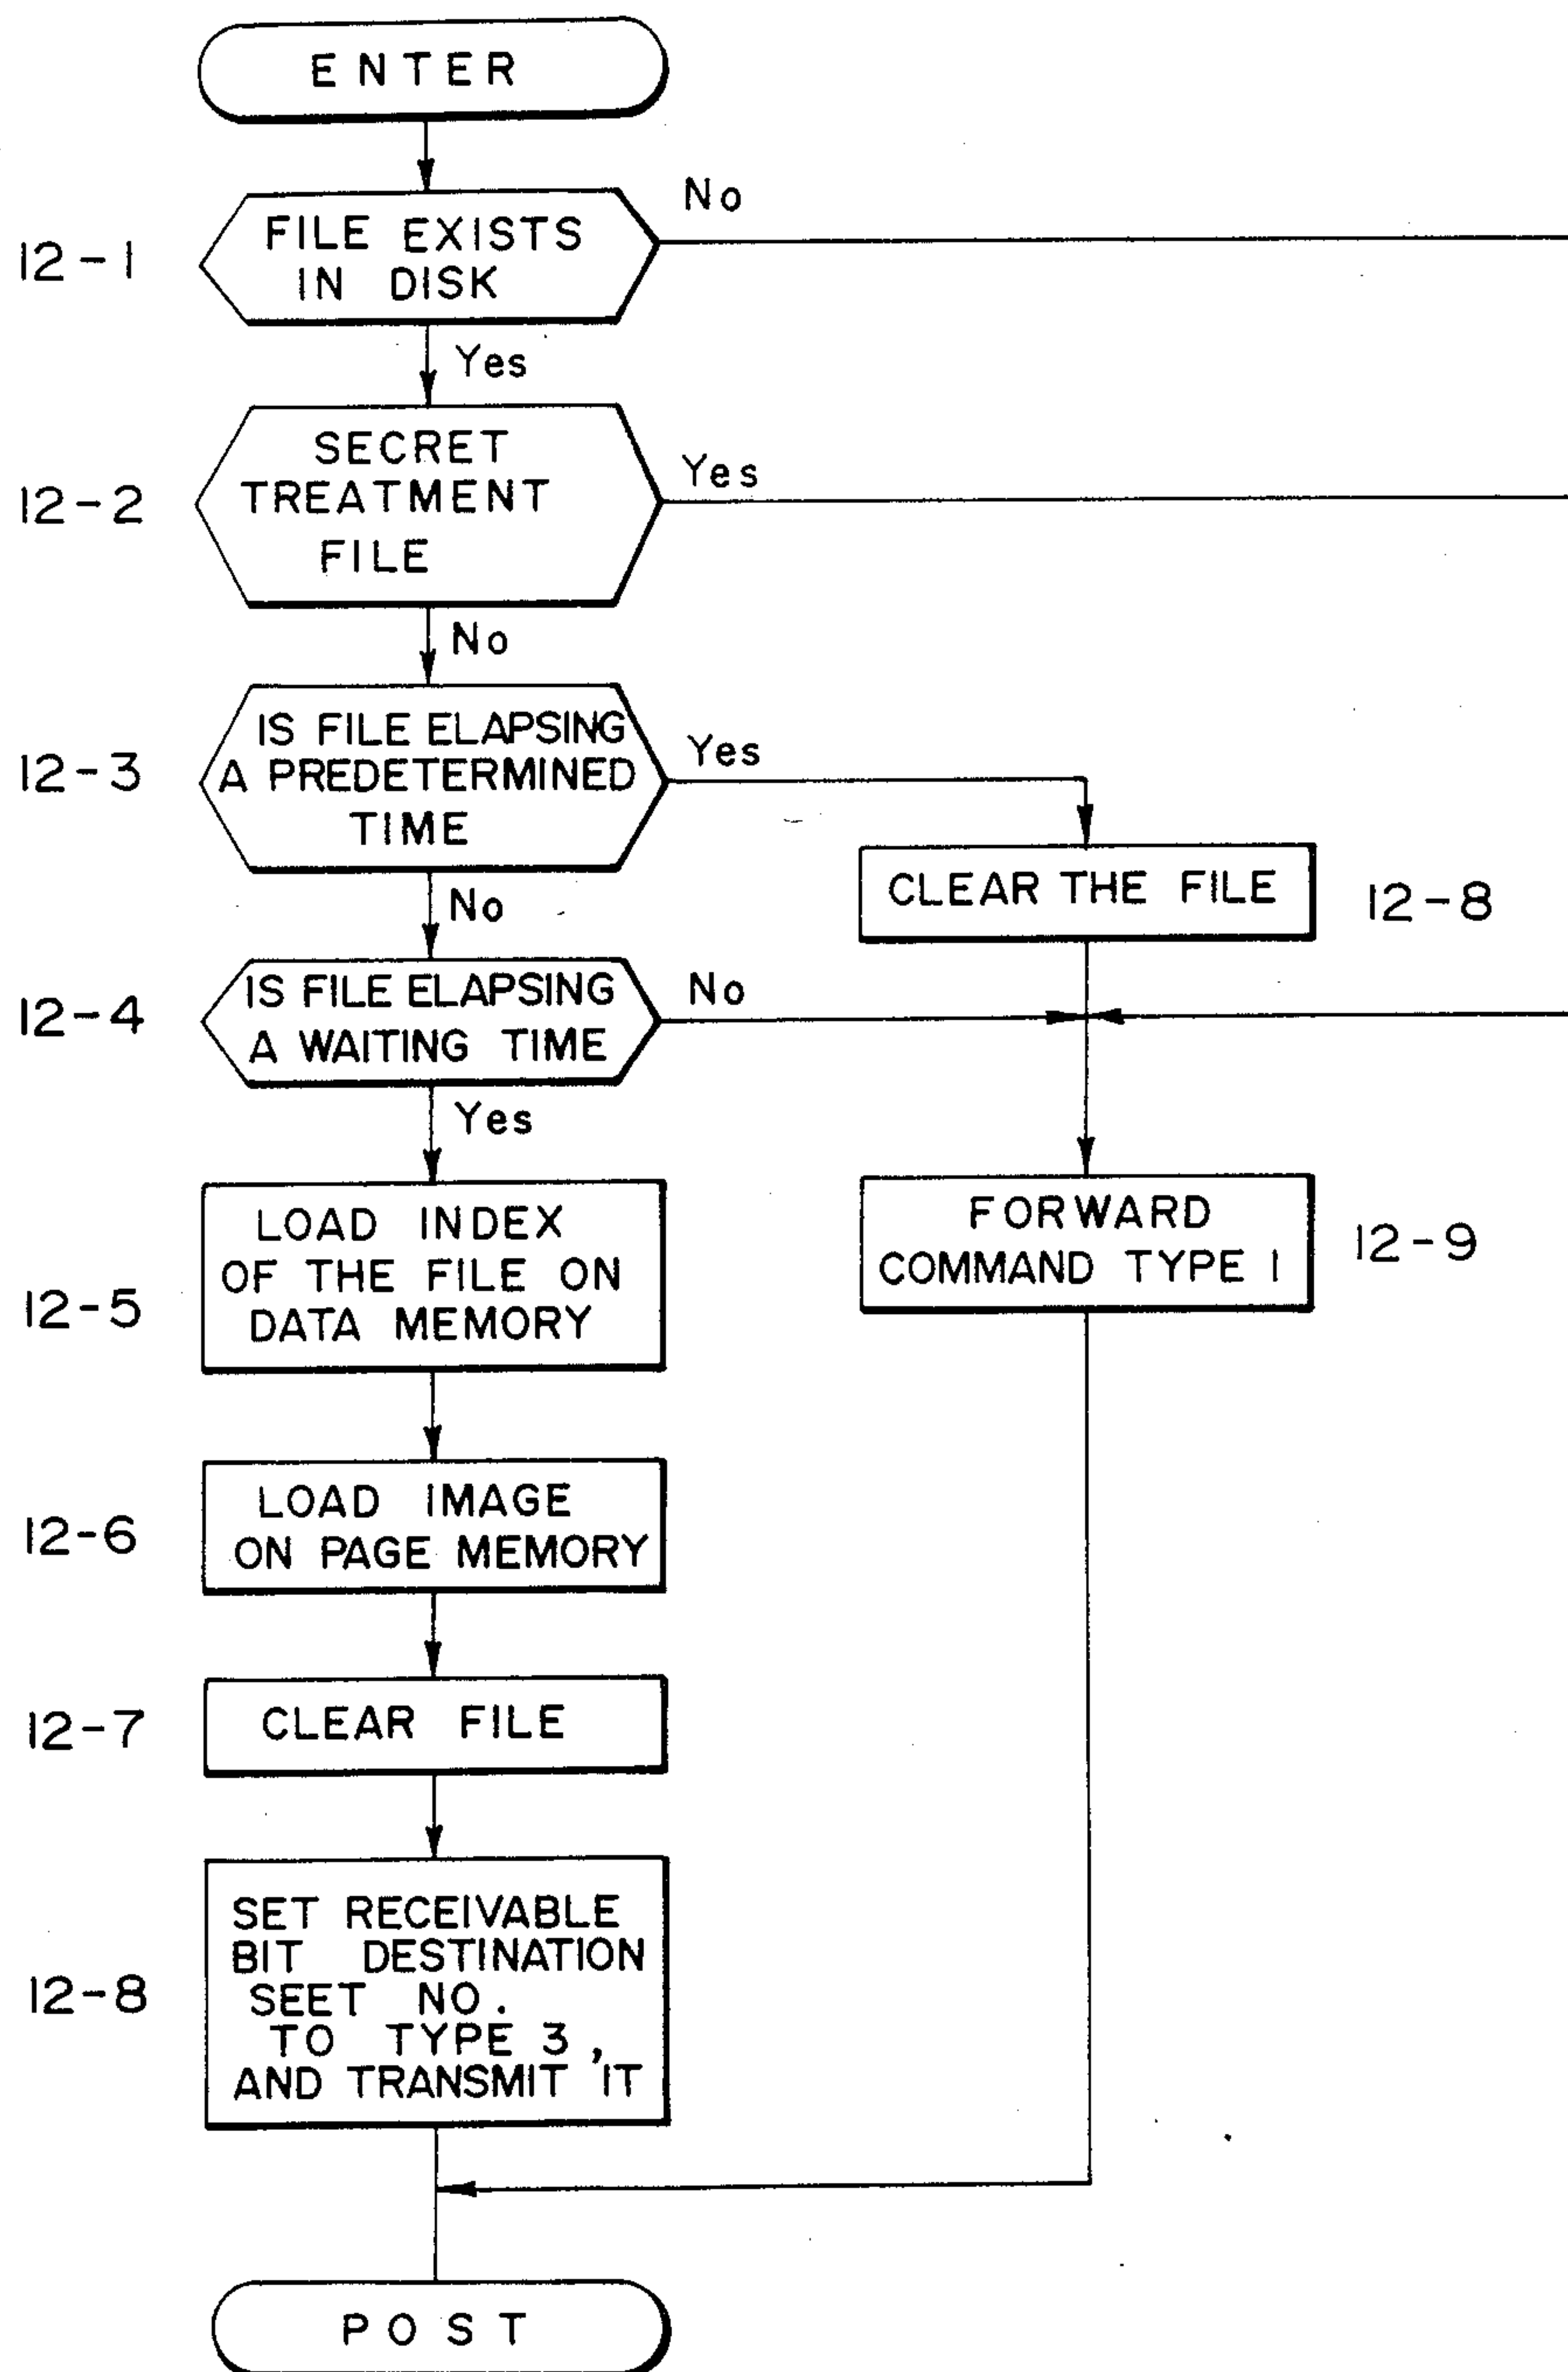 ENTER
No
12-1
FILE EXISTS
IN DISK
Yes
12-2
SECRET
TREATMENT
FILE
Yes
No
12-3
IS FILE ELAPSING
A PREDETERMINED
TIME
Yes
CLEAR THE FILE
12-8
No
12-4
IS FILE ELAPSING
A WAITING TIME
No
Yes
12-5
LOAD INDEX
OF THE FILE ON
DATA MEMORY
FORWARD
COMMAND TYPE 1
12-9
12-6
LOAD IMAGE
ON PAGE MEMORY
12-7
CLEAR FILE
12-8
SET RECEIVABLE
BIT DESTINATION
SEET NO.
TO TYPE 3,
AND TRANSMIT IT
POST